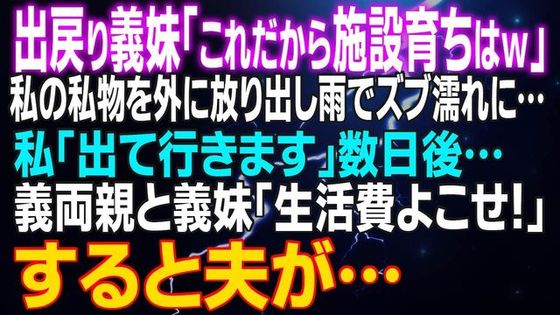 出戻り義妹「これだから施設育ちはw」
私の私物を外に放り出し雨でズブ濡れに…
私「出て行きます」数日後…
義両親と義妹「生活費よこせ!」
すると夫が…